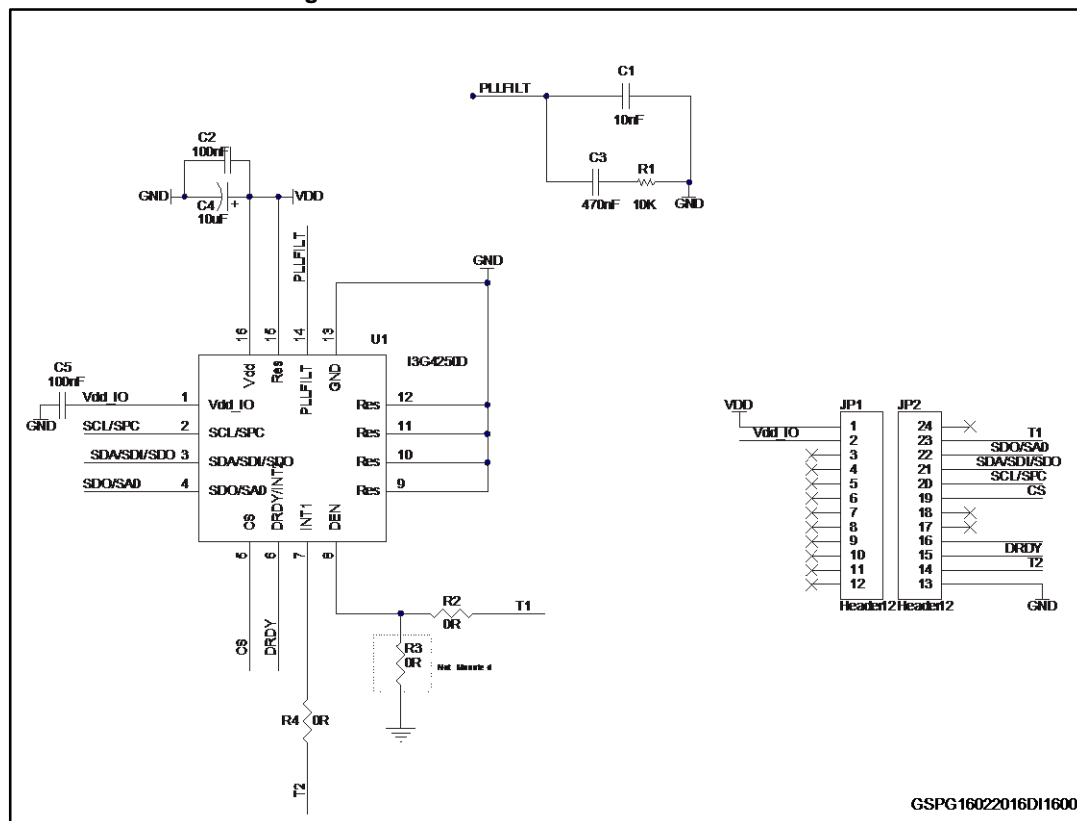 C1
PLLFILT
10nF
C2
100nF
C3
R1
GND
C4
VDD
470nF
10K
GND
10uF
+
PLLFILT
GND
16
15
14
13
U1
I3G4250D
C5
100nF
Vdd
Res
PLLFILT
GND
Vdd_IO
1
Vdd_IO
Res
12
GND
SCL/SPC
2
SCL/SPC
Res
11
SDA/SDI/SDO
3
SDA/SDI/SDO
Res
10
SDO/SA0
4
SDO/SA0
Res
9
CS
DRDY/INT2
INT1
DEN
5
6
7
8
CS
DRDY
R2
0R
T1
R3
0R
Not Mounted
R4
0R
T2
VDD
JP1
JP2
Vdd_IO
1
2
3
4
5
6
7
8
9
10
11
12
Header12
24
23
22
21
20
19
18
17
16
15
14
13
Header12
T1
SDO/SA0
SDA/SDI/SDO
SCL/SPC
CS
DRDY
T2
GND
GSPG16022016DI1600